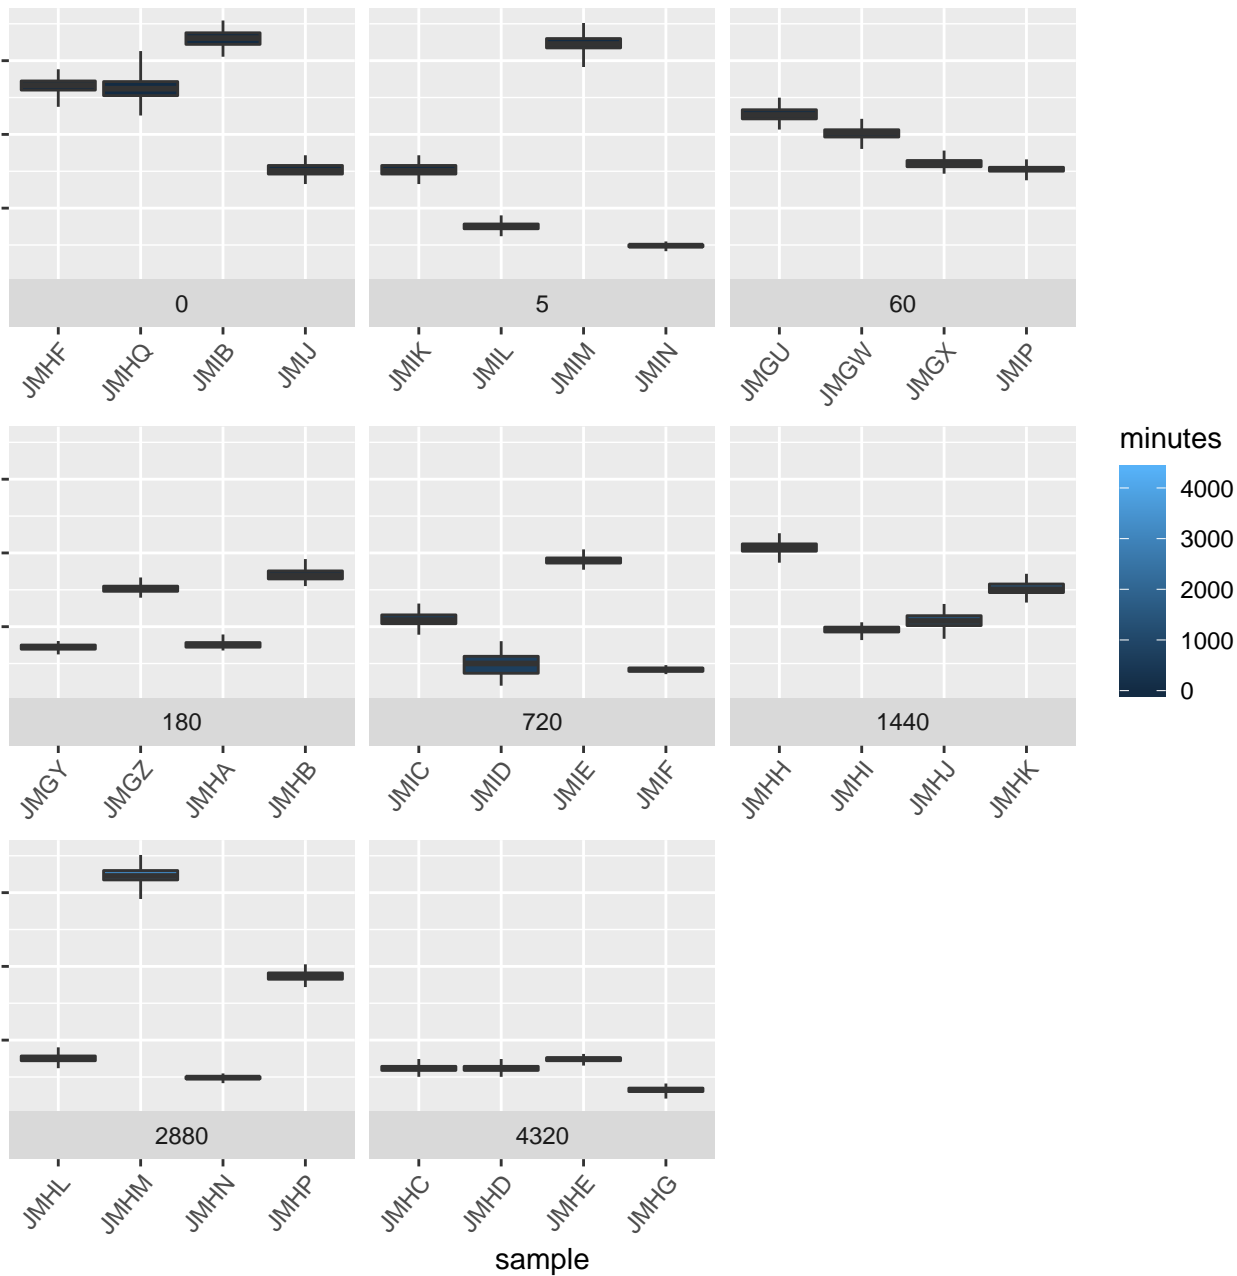 0 5 60
JMHF JMHQ JMIB JMIJ JMIK JMIL JMIM JMIN JMGU JMGW JMGX JMIP
minutes
4000
3000
2000
1000
0
180 720 1440
JMGY JMGZ JMHA JMHB JMIC JMID JMIE JMIF JMHH JMHI JMHJ JMHK
2880 4320
JMHL JMHM JMHN JMHP JMHC JMHD JMHE JMHG
sample